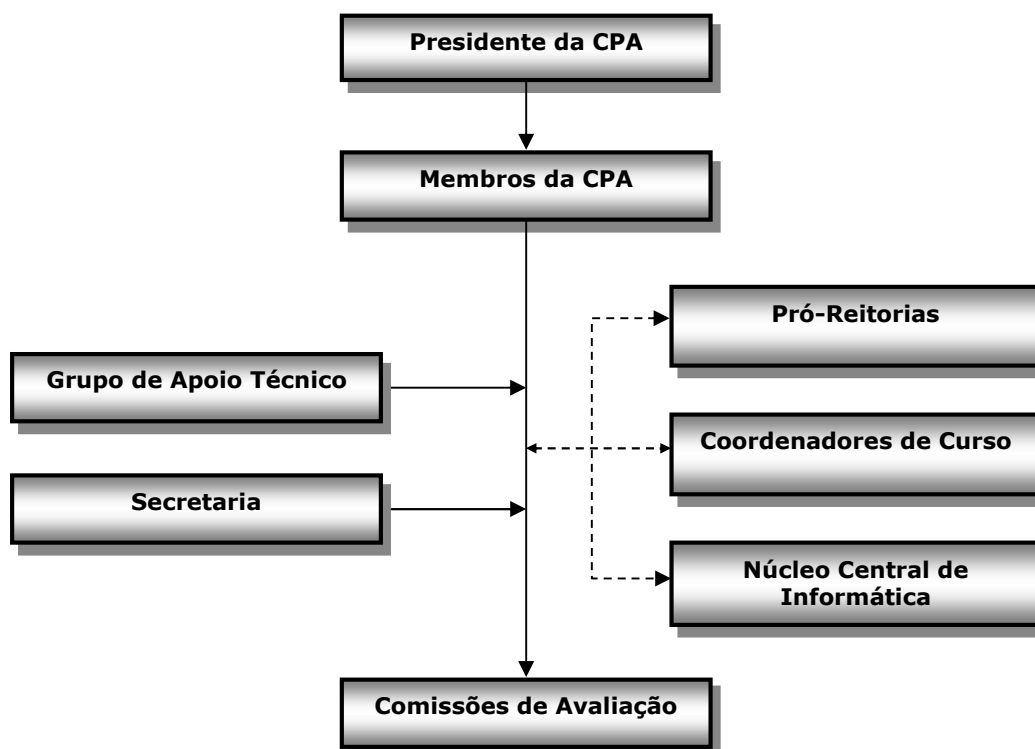 Presidente da CPA
Membros da CPA
Pró-Reitorias
Grupo de Apoio Técnico
Coordenadores de Curso
Secretaria
Núcleo Central de
Informática
Comissões de Avaliação